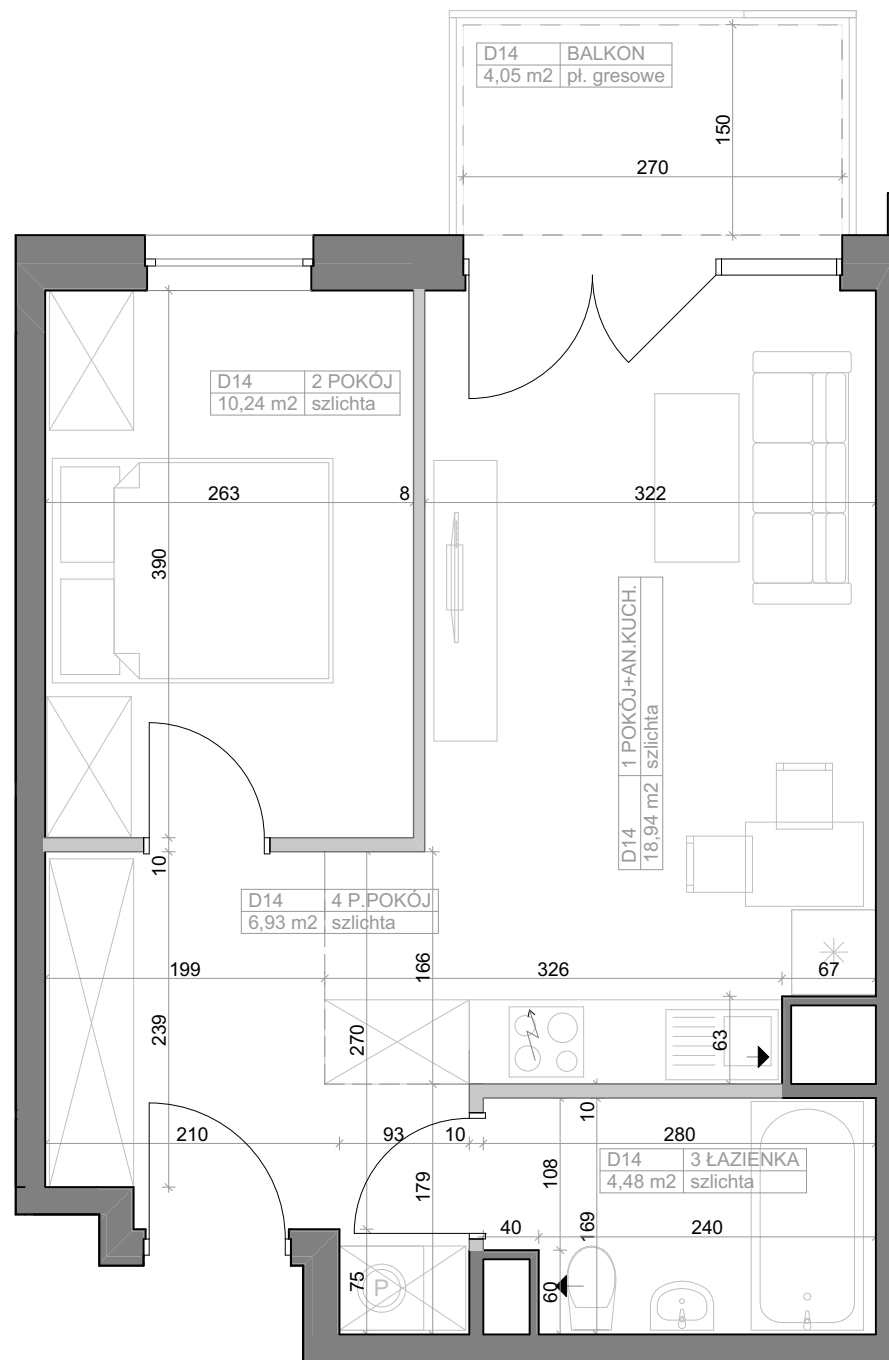 D14 BALKON
4,05 m2 pł. gresowe
150
270
D14 2 POKÓJ
10,24 m2 szlichta
263
8
322
390
D14 1 POKÓJ+AN.KUCH.
18,94 m2 szlichta
10
D14 4 P.POKÓJ
6,93 m2 szlichta
199
166
326
67
239
270
63
210
93
10
10
280
179
108
169
D14 3 ŁAZIENKA
4,48 m2 szlichta
40
240
75
P
60